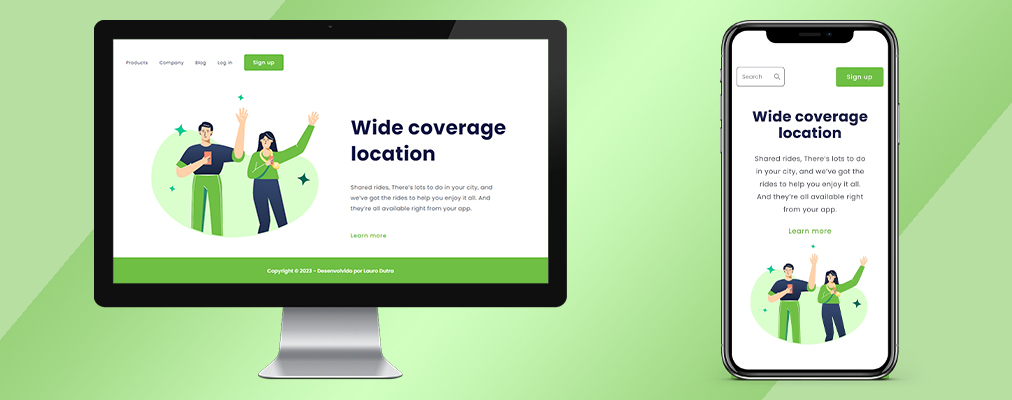 Products Company Blog Log in Sign up
Wide coverage
location
Shared rides, There's lots to do in your city, and
we've got the rides to help you enjoy it all. And
they're all available right from your app.
Learn more
Copyright © 2023 - Desenvolvido por Lauro Dutra
Search Sign up
Wide coverage
location
Shared rides, There's lots to do
in your city, and we've got the
rides to help you enjoy it all.
And they're all available right
from your app.
Learn more